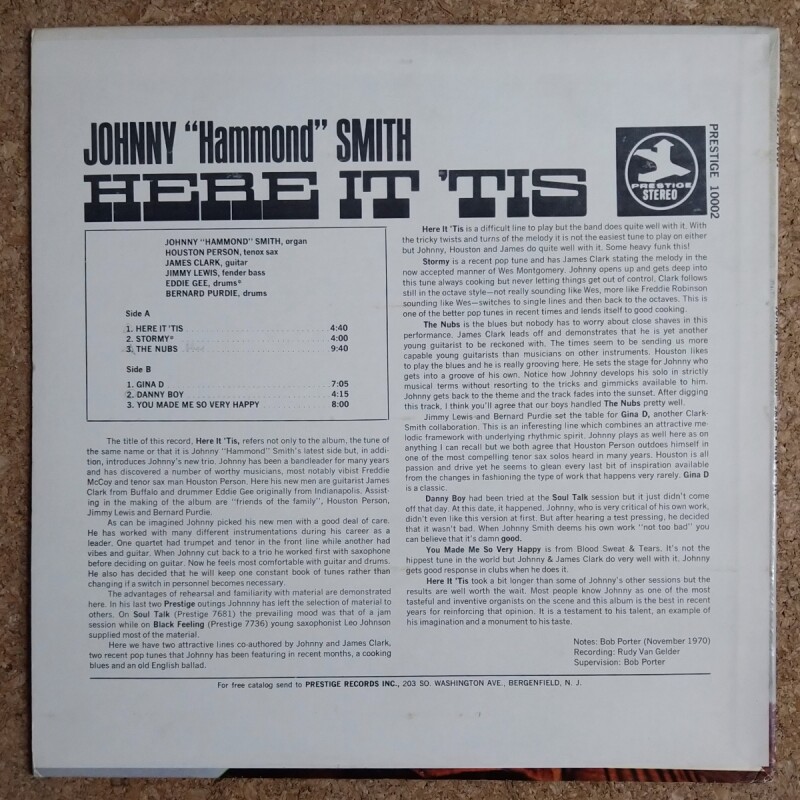 JOHNNY "Hammond" SMITH
HERE IT 'TIS
PRESTIGE
STEREO
PRESTIGE 10002
JOHNNY "HAMMOND" SMITH, organ
HOUSTON PERSON, tenox sax
JAMES CLARK, guitar
JIMMY LEWIS, fender bass
EDDIE GEE, drums*
BERNARD PURDIE, drums
Side A
1. HERE IT 'TIS 4:40
2. STORMY* 4:00
3. THE NUBS 9:40
Side B
1. GINA D 7:05
2. DANNY BOY 4:15
3. YOU MADE ME SO VERY HAPPY 8:00
The title of this record, Here It 'Tis, refers not only to the album, the tune of
the same name or that it is Johnny "Hammond" Smith's latest side but, in addi-
tion, introduces Johnny's new trio. Johnny has been a bandleader for many years
and has discovered a number of worthy musicians, most notably vibist Freddie
McCoy and tenor sax man Houston Person. Here his new men are guitarist James
Clark from Buffalo and drummer Eddie Gee originally from Indianapolis. Assist-
ing in the making of the album are "friends of the family", Houston Person,
Jimmy Lewis and Bernard Purdie.
As can be imagined Johnny picked his new men with a good deal of care.
He has worked with many different instrumentations during his career as a
leader. One quartet had trumpet and tenor in the front line while another had
vibes and guitar. When Johnny cut back to a trio he worked first with saxophone
before deciding on guitar. Now he feels most comfortable with guitar and drums.
He also has decided that he will keep one constant book of tunes rather than
changing if a switch in personnel becomes necessary.
The advantages of rehearsal and familiarity with material are demonstrated
here. In his last two Prestige outings Johnny has left the selection of material to
others. On Soul Talk (Prestige 7681) the prevailing mood was that of a jam
session while on Black Feeling (Prestige 7736) young saxophonist Leo Johnson
supplied most of the material.
Here we have two attractive lines co-authored by Johnny and James Clark,
two recent pop tunes that Johnny has been featuring in recent months, a cooking
blues and an old English ballad.
Here It 'Tis is a difficult line to play but the band does quite well with it. With
the tricky twists and turns of the melody it is not the easiest tune to play on either
but Johnny, Houston and James do quite well with it. Some heavy funk this!
Stormy is a recent pop tune and has James Clark stating the melody in the
now accepted manner of Wes Montgomery. Johnny opens up and gets deep into
this tune always cooking but never letting things get out of control. Clark follows
still in the octave style—not really sounding like Wes, more like Freddie Robinson
sounding like Wes—switches to single lines and then back to the octaves. This is
one of the better pop tunes in recent times and lends itself to good cooking.
The Nubs is the blues but nobody has to worry about close shaves in this
performance. James Clark leads off and demonstrates that he is yet another
young guitarist to be reckoned with. The times seem to be sending us more
capable young guitarists than musicians on other instruments. Houston likes
to play the blues and he is really grooving here. He sets the stage for Johnny who
gets into a groove of his own. Notice how Johnny develops his solo in strictly
musical terms without resorting to the tricks and gimmicks available to him.
Johnny gets back to the theme and the track fades into the sunset. After digging
this track, I think you'll agree that our boys handled The Nubs pretty well.
Jimmy Lewis and Bernard Purdie set the table for Gina D, another Clark-
Smith collaboration. This is an interesting line which combines an attractive me-
lodic framework with underlying rhythmic spirit. Johnny plays as well here as on
anything I can recall but we both agree that Houston Person outdoes himself in
one of the most compelling tenor sax solos heard in many years. Houston is all
passion and drive yet he seems to glean every last bit of inspiration available
from the changes in fashioning the type of work that happens very rarely. Gina D
is a classic.
Danny Boy had been tried at the Soul Talk session but it just didn't come
off that day. At this date, it happened. Johnny, who is very critical of his own work,
didn't even like this version at first. But after hearing a test pressing, he decided
that it wasn't bad. When Johnny Smith deems his own work "not too bad" you
can believe that it's damn good.
You Made Me So Very Happy is from Blood Sweat & Tears. It's not the
hippest tune in the world but Johnny & James Clark do very well with it. Johnny
gets good response in clubs when he does it.
Here It 'Tis took a bit longer than some of Johnny's other sessions but the
results are well worth the wait. Most people know Johnny as one of the most
tasteful and inventive organists on the scene and this album is the best in recent
years for reinforcing that opinion. It is a testament to his talent, an example of
his imagination and a monument to his taste.
Notes: Bob Porter (November 1970)
Recording: Rudy Van Gelder
Supervision: Bob Porter
For free catalog send to PRESTIGE RECORDS INC., 203 SO. WASHINGTON AVE., BERGENFIELD, N. J.